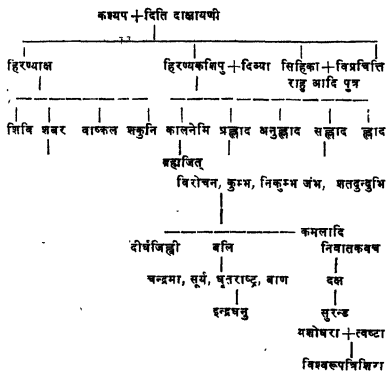 कश्यप + दिति दाक्षायणी
हिरण्याक्ष हिरण्यकशिपु + दिव्या सिंहिका + विप्रचित्ति
राहु आदि पुत्र
शिवि शबर वाष्कल शकुनि कालनेमि प्रह्लाद अनुह्लाद सह्लाद ह्लाद
ब्रह्मजित्
विरोचन, कुम्भ, निकुम्भ जंभ, शतदुन्दुभि
कमलादि
दीर्घजिह्वी बलि निवातकवच
चन्द्रमा, सूर्य, धृतराष्ट्र, बाण दक्ष
इन्द्रधनु सुरन्ड
यशोधरा + त्वष्टा
विश्वरूपत्रिशिरा